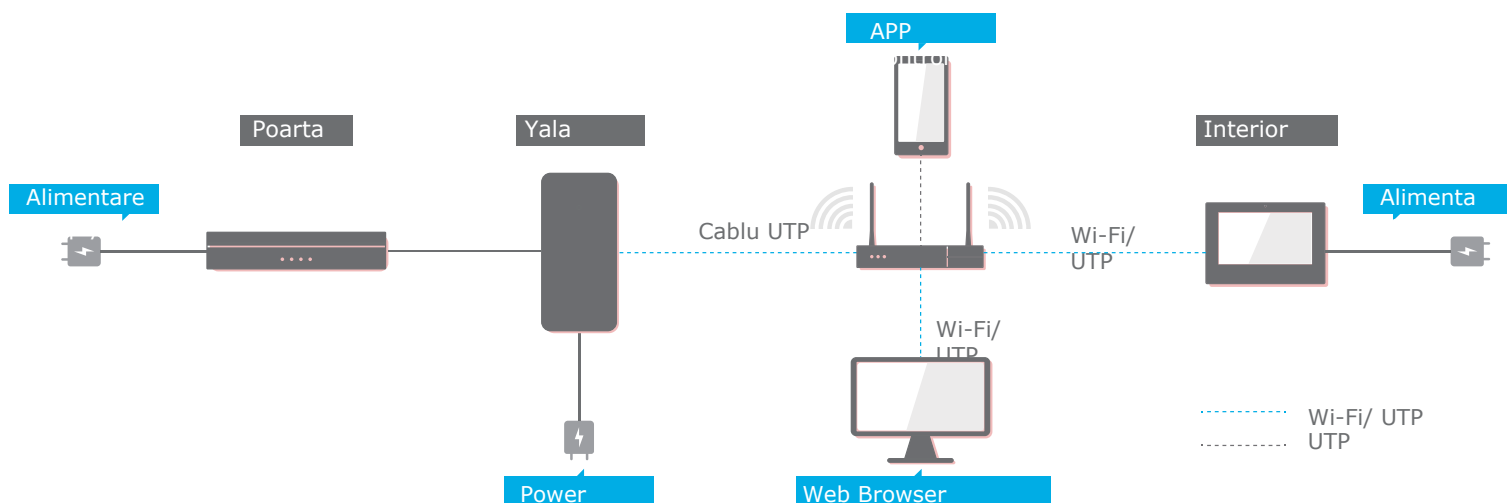 APP
Poarta
Yala
Interior
Alimentare
Alimenta
Cablu UTP
Wi-Fi/
UTP
Wi-Fi/
UTP
Wi-Fi/ UTP
UTP
Power
Web Browser